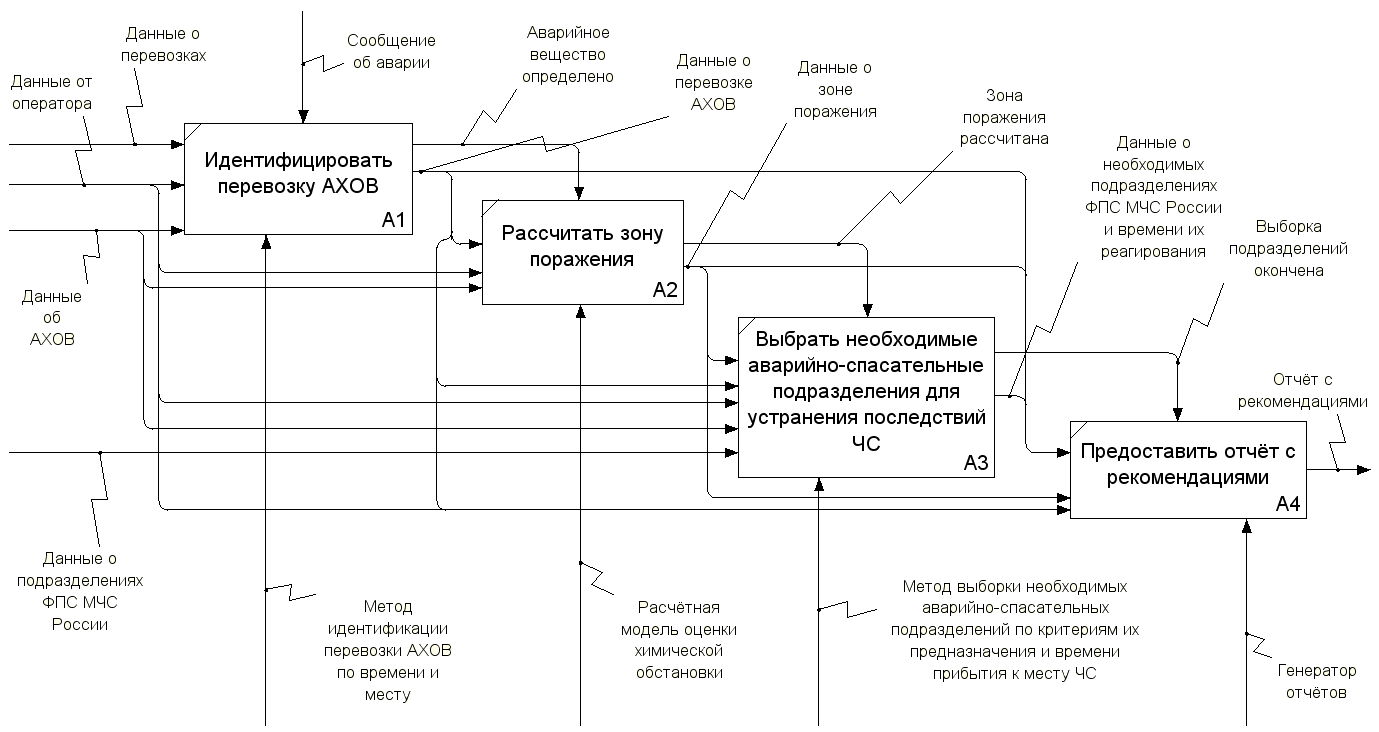 Данные о
перевозках
Данные от
оператора
Сообщение
об аварии
Аварийное
вещество
определено
Данные о
перевозке
АХОВ
Данные о
зоне
поражения
Зона
поражения
рассчитана
Данные о
необходимых
подразделениях
ФПС МЧС России
и времени их
реагирования
Выборка
подразделений
окончена
Идентифицировать
перевозку АХОВ
A1
Рассчитать зону
поражения
A2
Данные
об
АХОВ
Выбрать необходимые
аварийно-спасательные
подразделения для
устранения последствий
ЧС
A3
Отчёт с
рекомендациями
Предоставить отчёт с
рекомендациями
A4
Данные о
подразделениях
ФПС МЧС
России
Метод
идентификации
перевозки АХОВ
по времени и
месту
Расчётная
модель оценки
химической
обстановки
Метод выборки необходимых
аварийно-спасательных
подразделений по критериям их
предназначения и времени
прибытия к месту ЧС
Генератор
отчётов